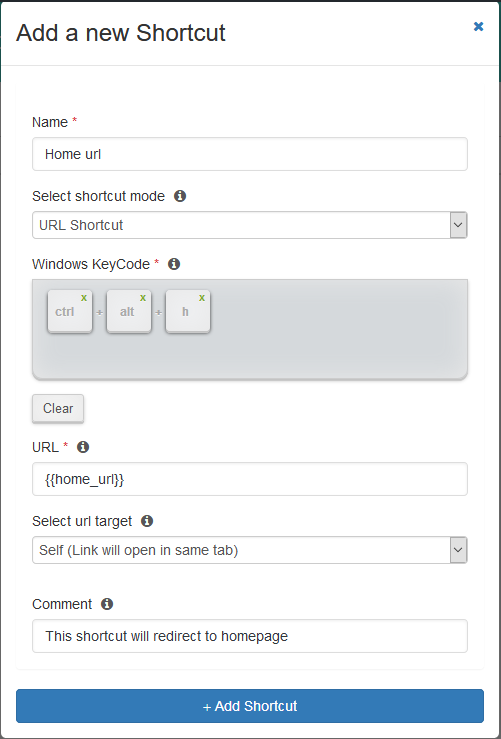 Add a new Shortcut
Name *
Home url
Select shortcut mode
URL Shortcut
Windows KeyCode *
ctrl x + alt x + h x
Clear
URL *
{{home_url}}
Select url target
Self (Link will open in same tab)
Comment
This shortcut will redirect to homepage
+ Add Shortcut